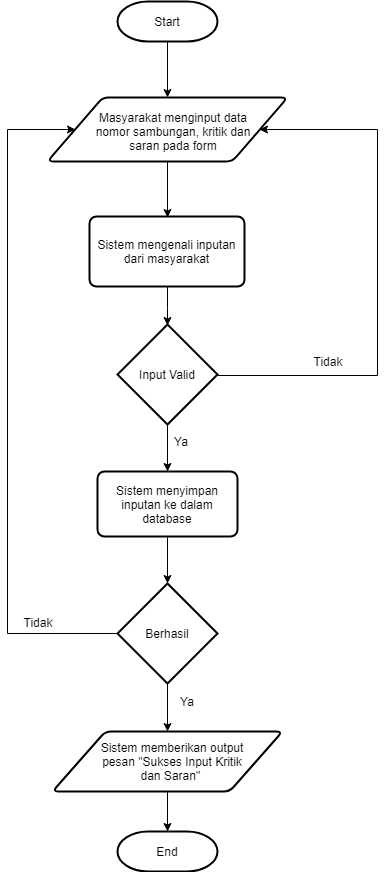 Start
Masyarakat menginput data
nomor sambungan, kritik dan
saran pada form
Sistem mengenali inputan
dari masyarakat
Input Valid
Tidak
Ya
Sistem menyimpan
inputan ke dalam
database
Berhasil
Tidak
Ya
Sistem memberikan output
pesan "Sukses Input Kritik
dan Saran"
End